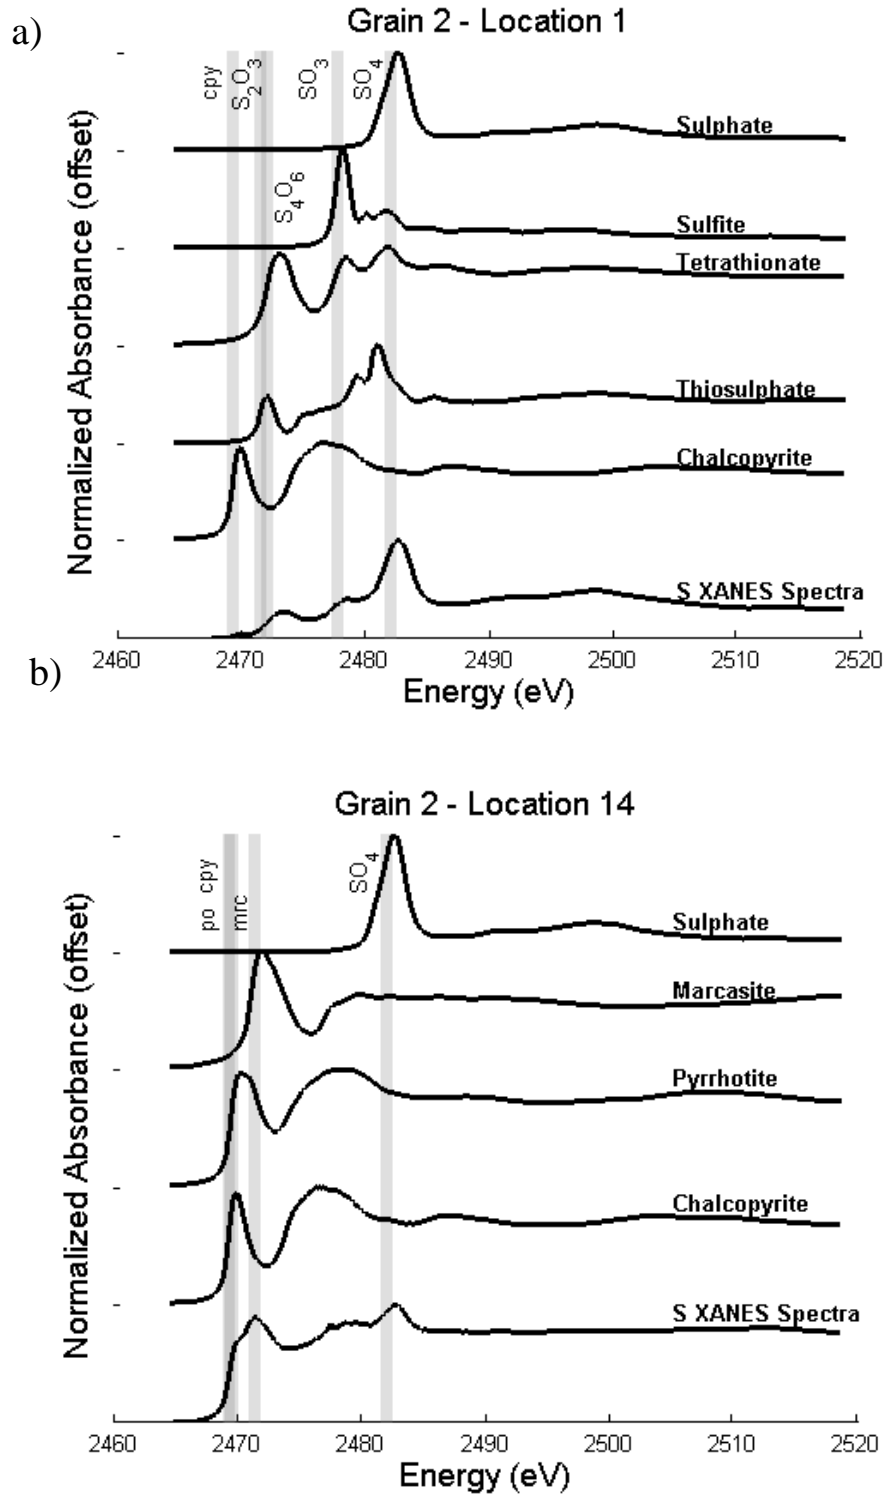 a)
Grain 2 - Location 1
cpy
S2O3
S4O6
SO3
SO4
Normalized Absorbance (offset)
Sulphate
Sulfite
Tetrathionate
Thiosulphate
Chalcopyrite
S XANES Spectra
2460 2470 2480 2490 2500 2510 2520
Energy (eV)
b)
Grain 2 - Location 14
po cpy
mrc
SO4
Normalized Absorbance (offset)
Sulphate
Marcasite
Pyrrhotite
Chalcopyrite
S XANES Spectra
2460 2470 2480 2490 2500 2510 2520
Energy (eV)